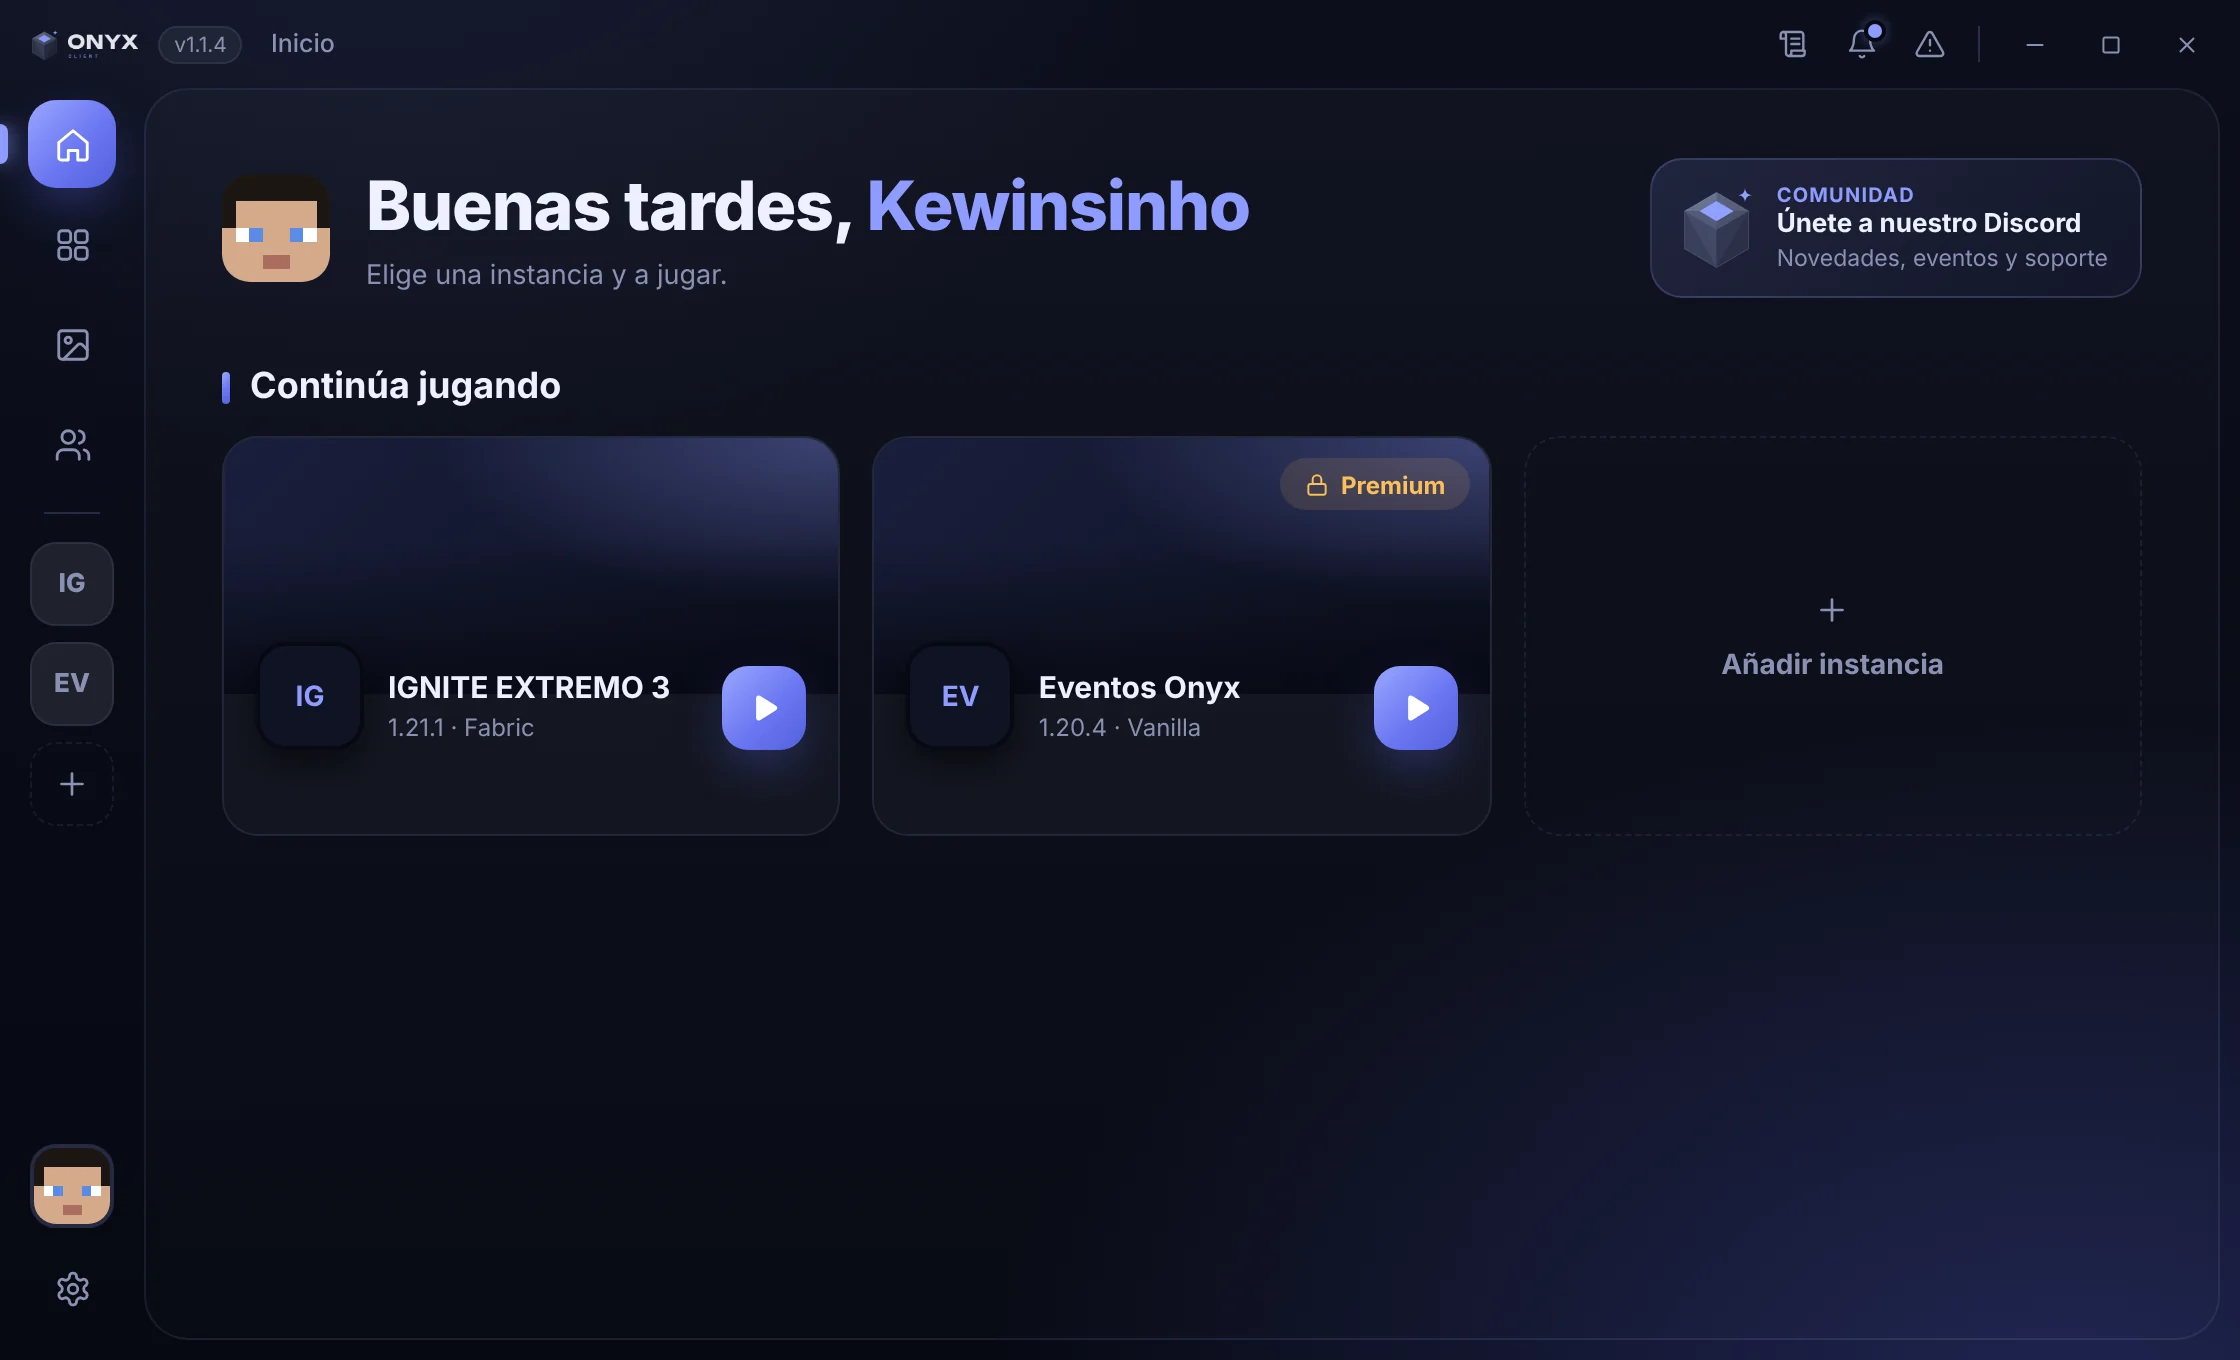 ONYX
CLIENT
v1.1.4
Inicio
Buenas tardes, Kewinsinho
Elige una instancia y a jugar.
COMUNIDAD
Únete a nuestro Discord
Novedades, eventos y soporte
Continúa jugando
IG
EV
IG
IGNITE EXTREMO 3
1.21.1 · Fabric
Premium
EV
Eventos Onyx
1.20.4 · Vanilla
Añadir instancia